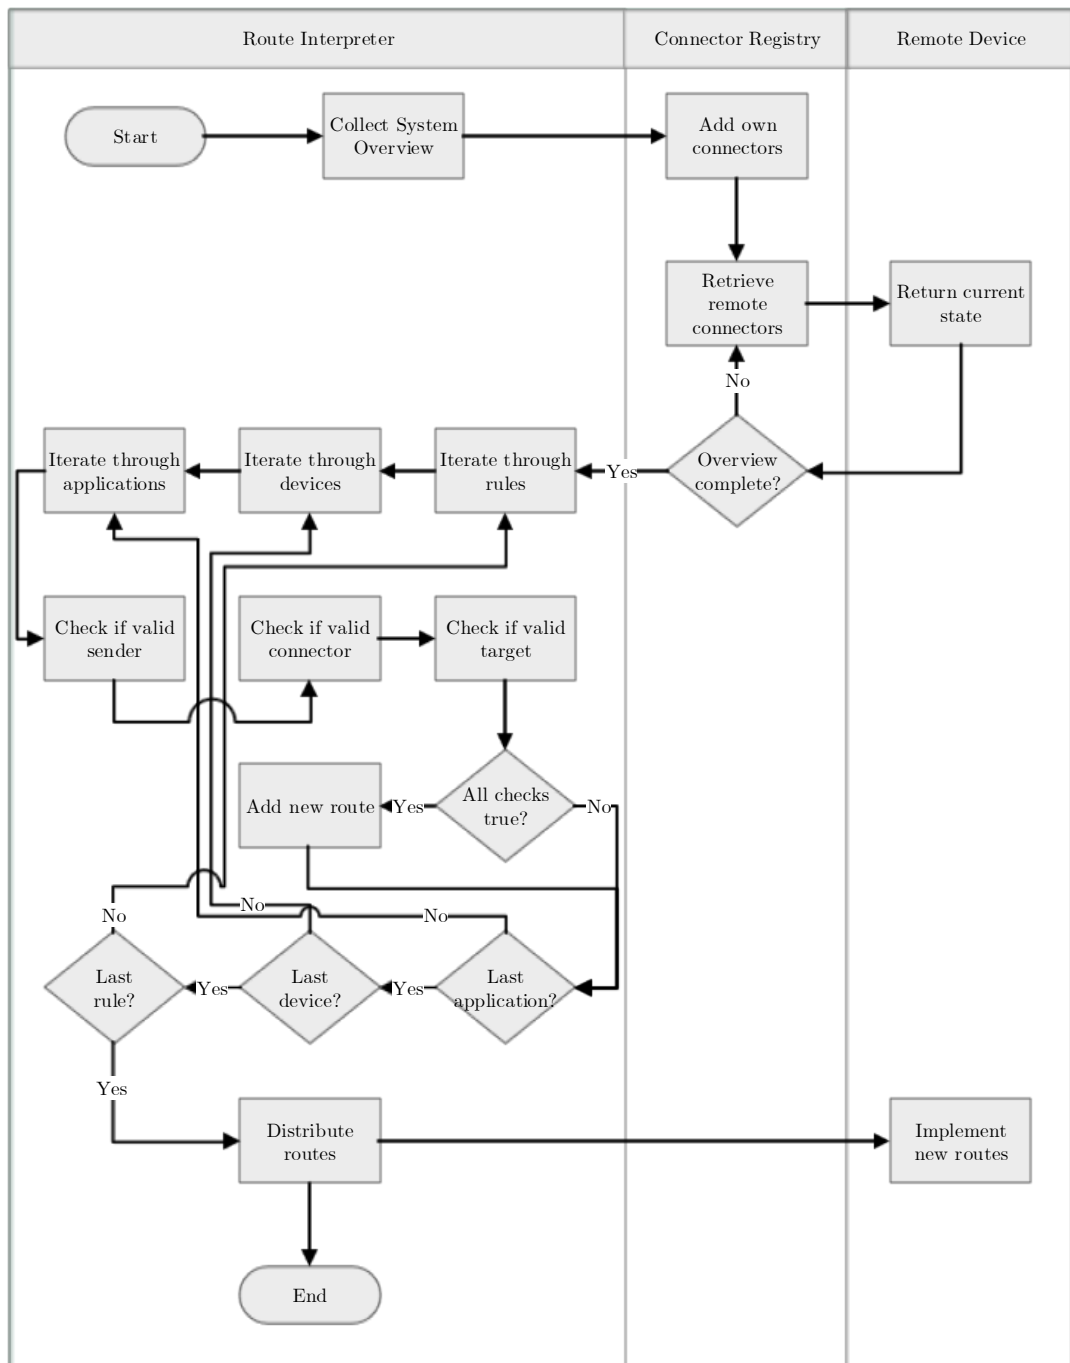 Route Interpreter
Connector Registry
Remote Device
Start
Collect System
Overview
Add own
connectors
Retrieve
remote
connectors
Return current
state
No
Iterate through
applications
Iterate through
devices
Iterate through
rules
Yes
Overview
complete?
Check if valid
sender
Check if valid
connector
Check if valid
target
Add new route
Yes
All checks
true?
No
No
No
No
Last
rule?
Yes
Last
device?
Yes
Last
application?
Yes
Distribute
routes
Implement
new routes
End